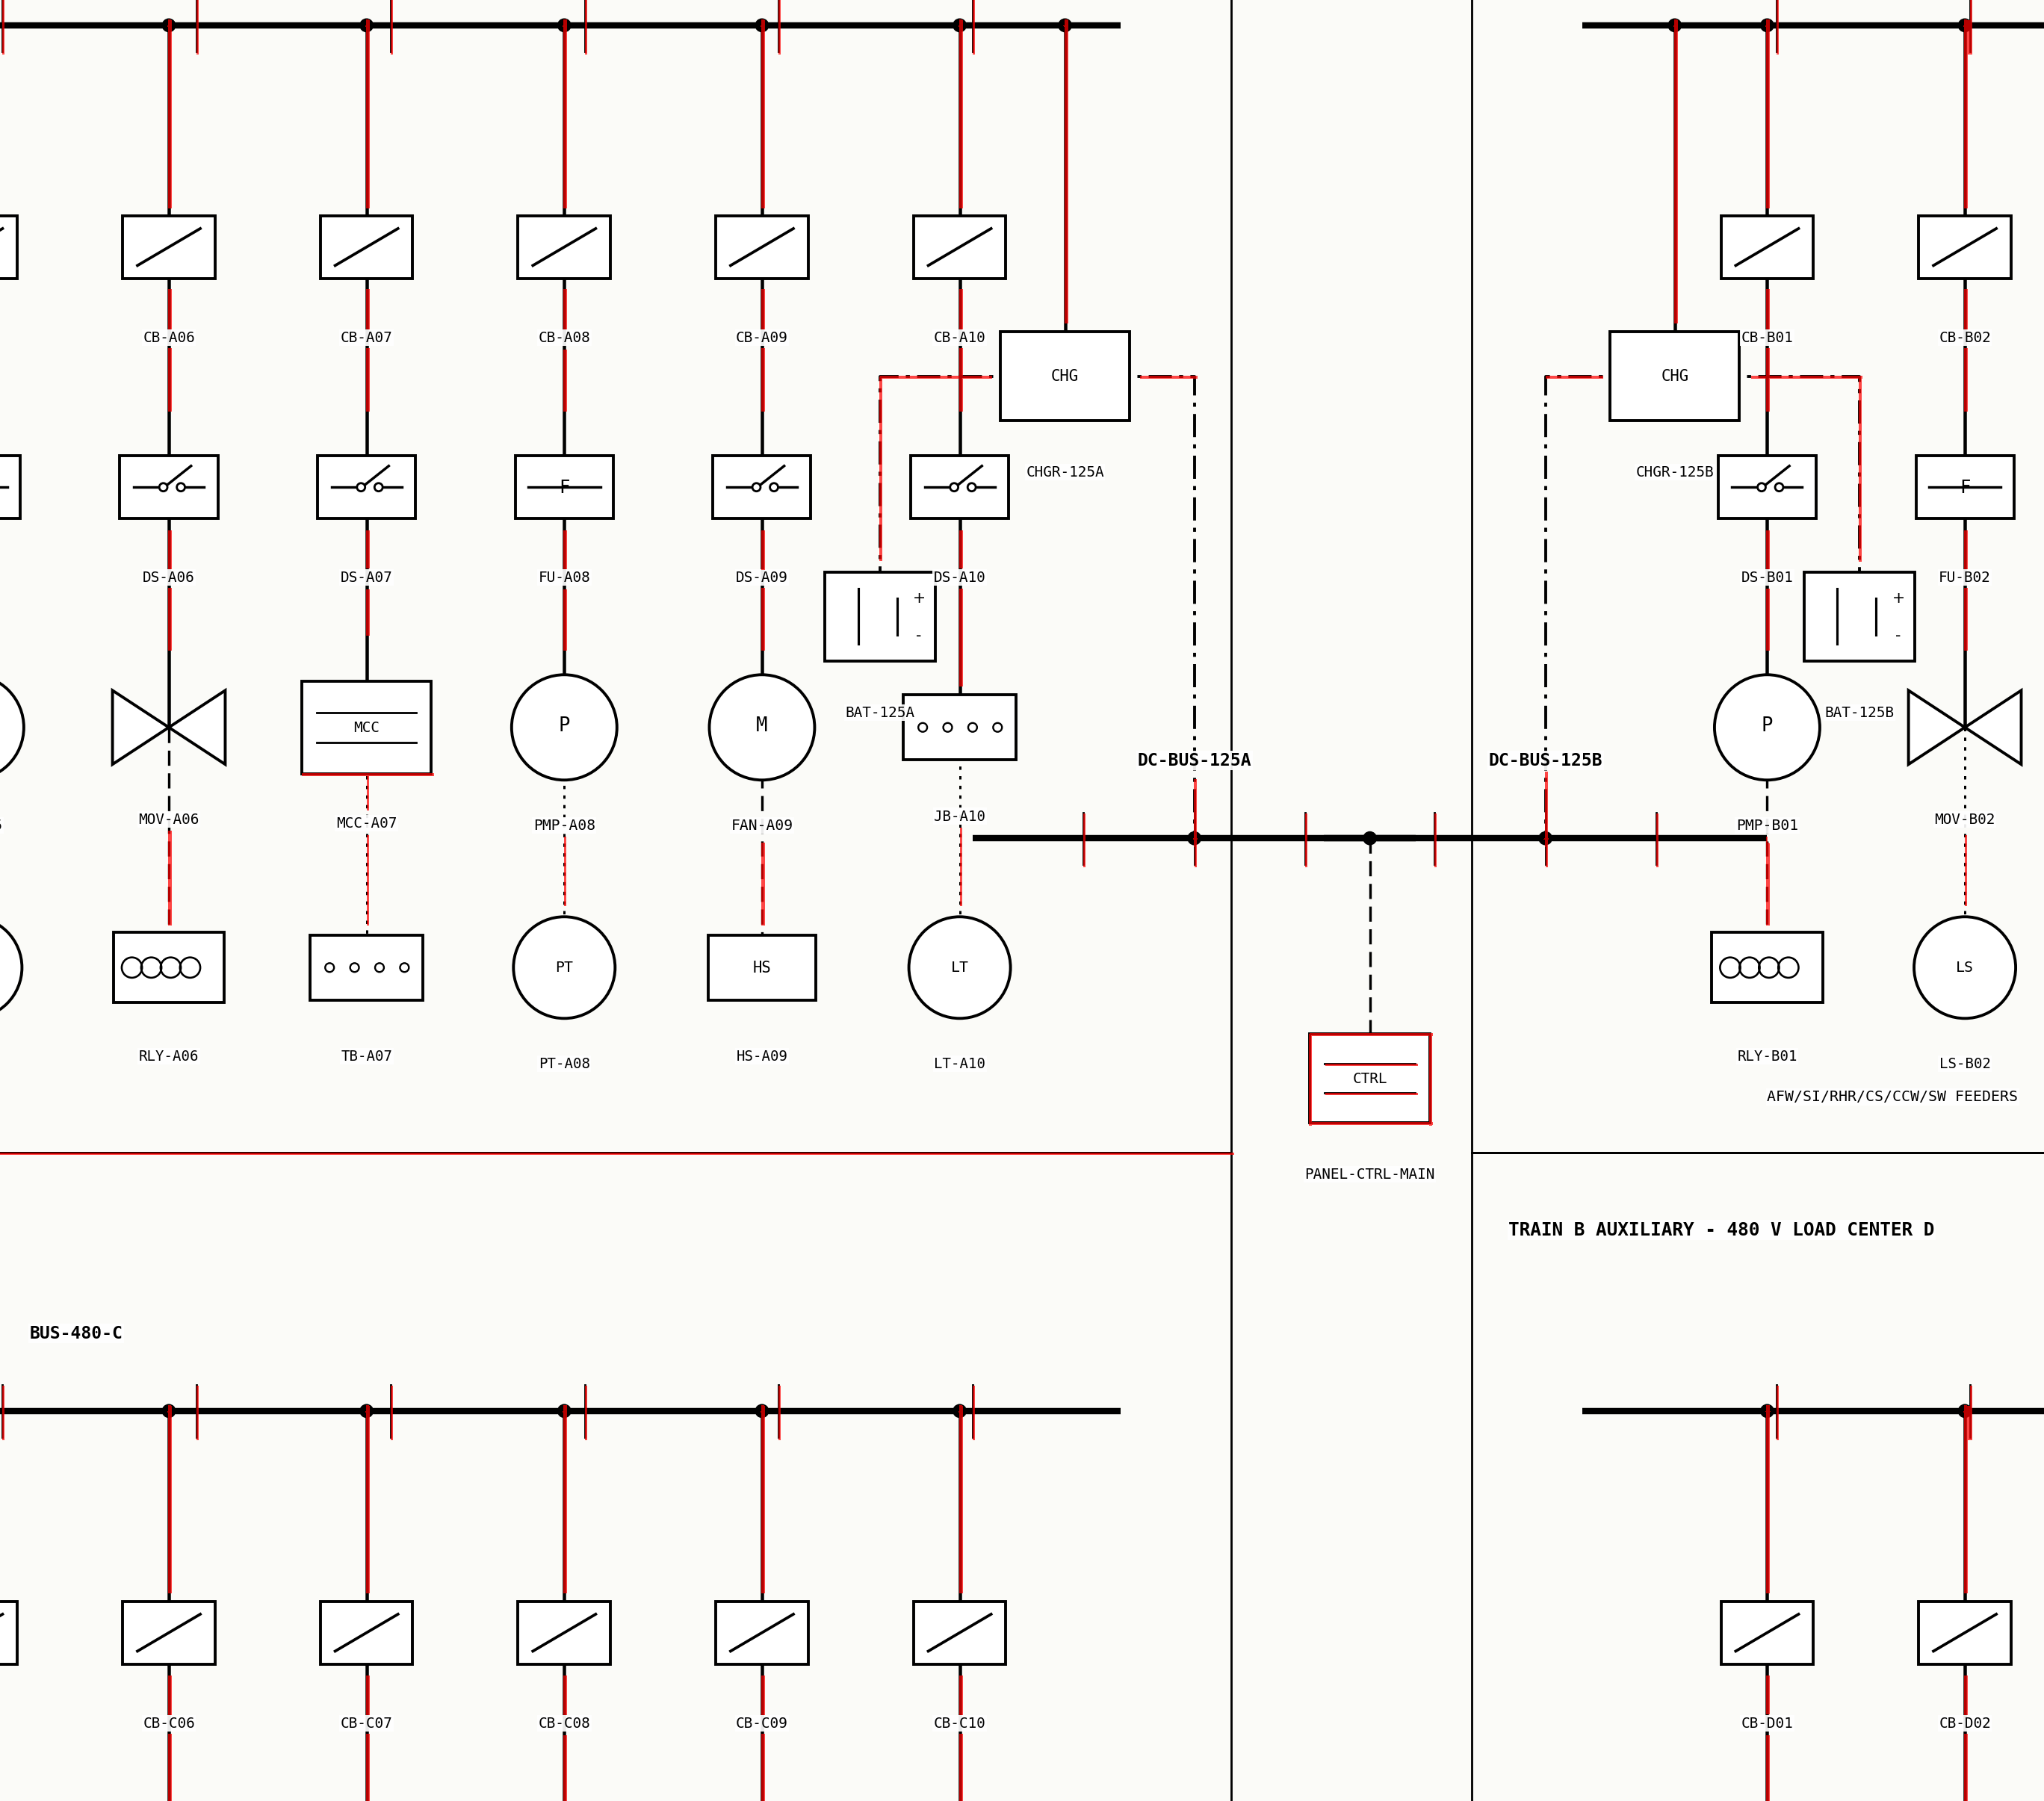 CB-A06 CB-A07 CB-A08 CB-A09 CB-A10 CB-B01 CB-B02
CHG CHG
CHGR-125A CHGR-125B
F F
DS-A06 DS-A07 FU-A08 DS-A09 DS-A10 DS-B01 FU-B02
+ +
- -
BAT-125A BAT-125B
MCC P M P
DC-BUS-125A DC-BUS-125B
MOV-A06 MCC-A07 PMP-A08 FAN-A09 JB-A10 PMP-B01 MOV-B02
PT HS LT LS
RLY-A06 TB-A07 PT-A08 HS-A09 LT-A10 RLY-B01 LS-B02
CTRL
AFW/SI/RHR/CS/CCW/SW FEEDERS
PANEL-CTRL-MAIN
TRAIN B AUXILIARY - 480 V LOAD CENTER D
BUS-480-C
CB-C06 CB-C07 CB-C08 CB-C09 CB-C10 CB-D01 CB-D02